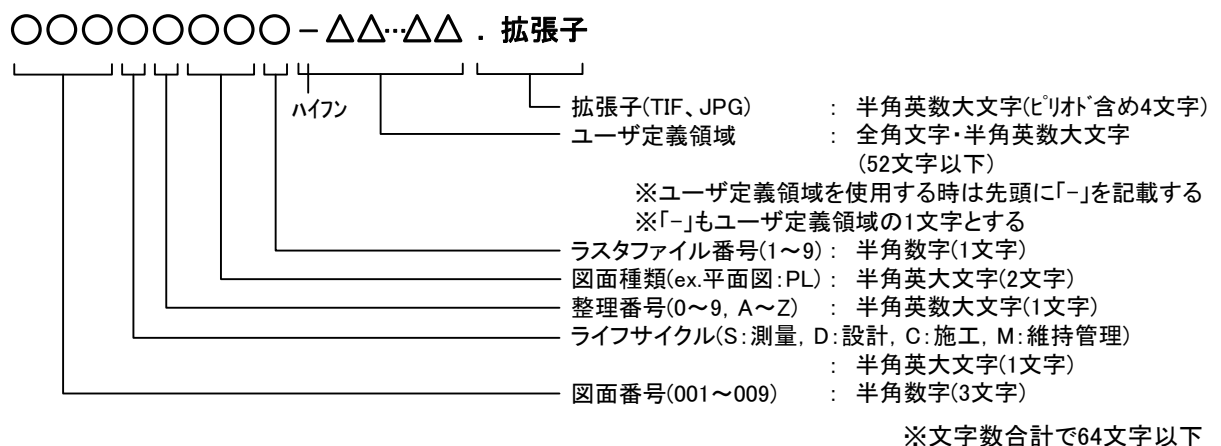 ○○○○○○○○-△△…△△ . 拡張子
ハイフン
拡張子(TIF、JPG) : 半角英数大文字(ピリオド含め4文字)
ユーザ定義領域 : 全角文字・半角英数大文字
(52文字以下)
※ユーザ定義領域を使用する時は先頭に「-」を記載する
※「-」もユーザ定義領域の1文字とする
ラスタファイル番号(1~9) : 半角数字(1文字)
図面種類(ex.平面図:PL) : 半角英大文字(2文字)
整理番号(0~9, A~Z) : 半角英数大文字(1文字)
ライフサイクル(S:測量, D:設計, C:施工, M:維持管理)
: 半角英大文字(1文字)
図面番号(001~009) : 半角数字(3文字)
※文字数合計で64文字以下